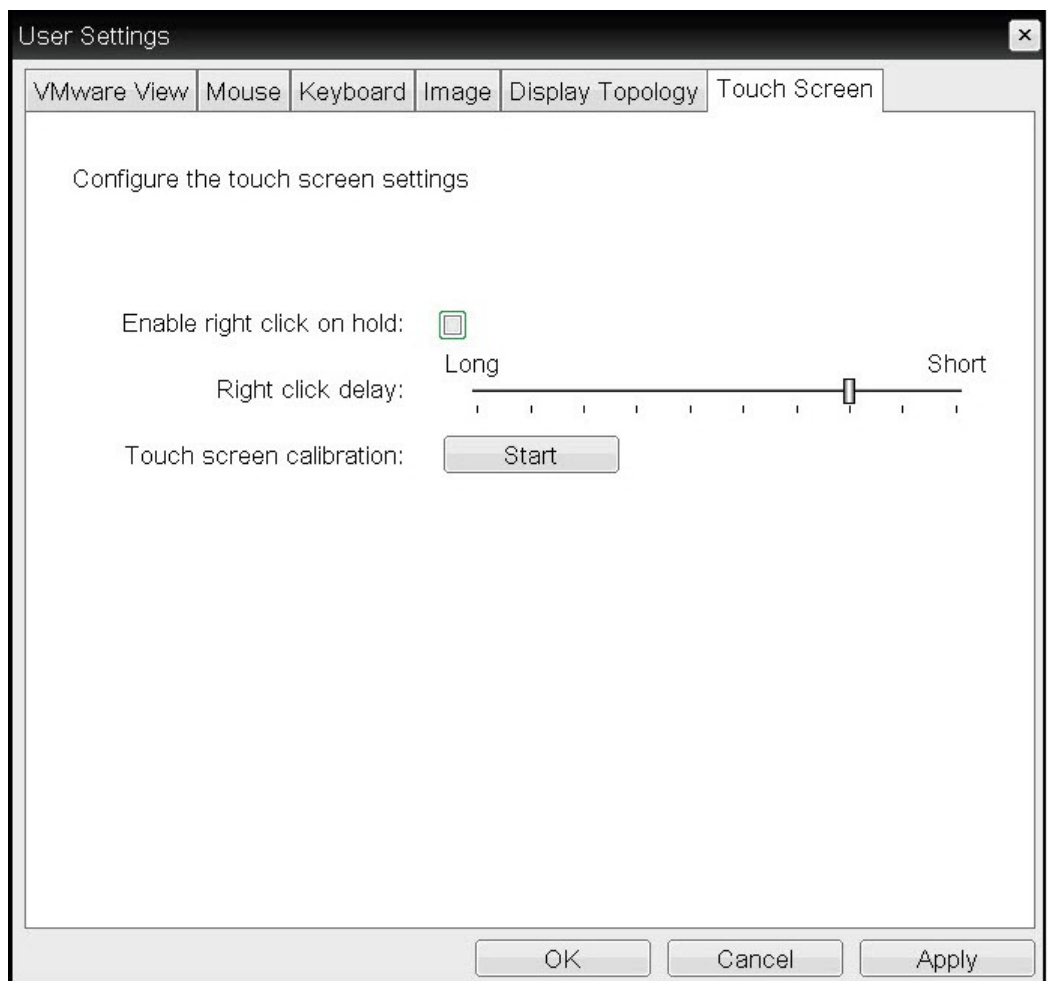 User Settings
VMware View Mouse Keyboard Image Display Topology Touch Screen
Configure the touch screen settings
Enable right click on hold:
Long Short
Right click delay:
Touch screen calibration: Start
OK Cancel Apply